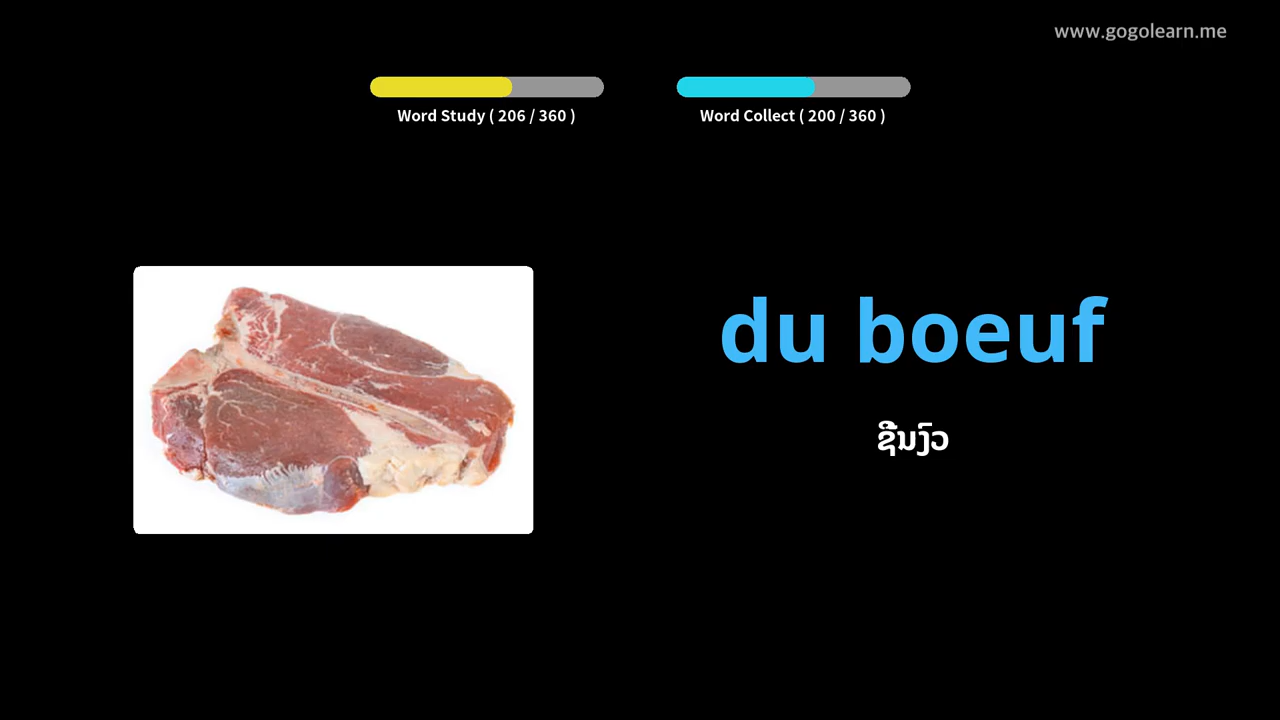 www.gogolearn.me
Word Study ( 206 / 360 )
Word Collect ( 200 / 360 )
du boeuf
ຊີ້ນງົວ